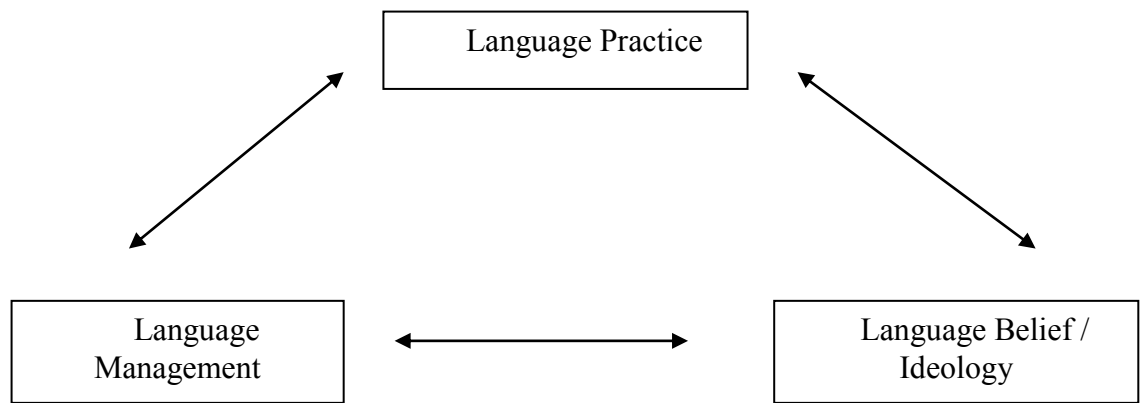 Language Practice
Language
Management
Language Belief /
Ideology